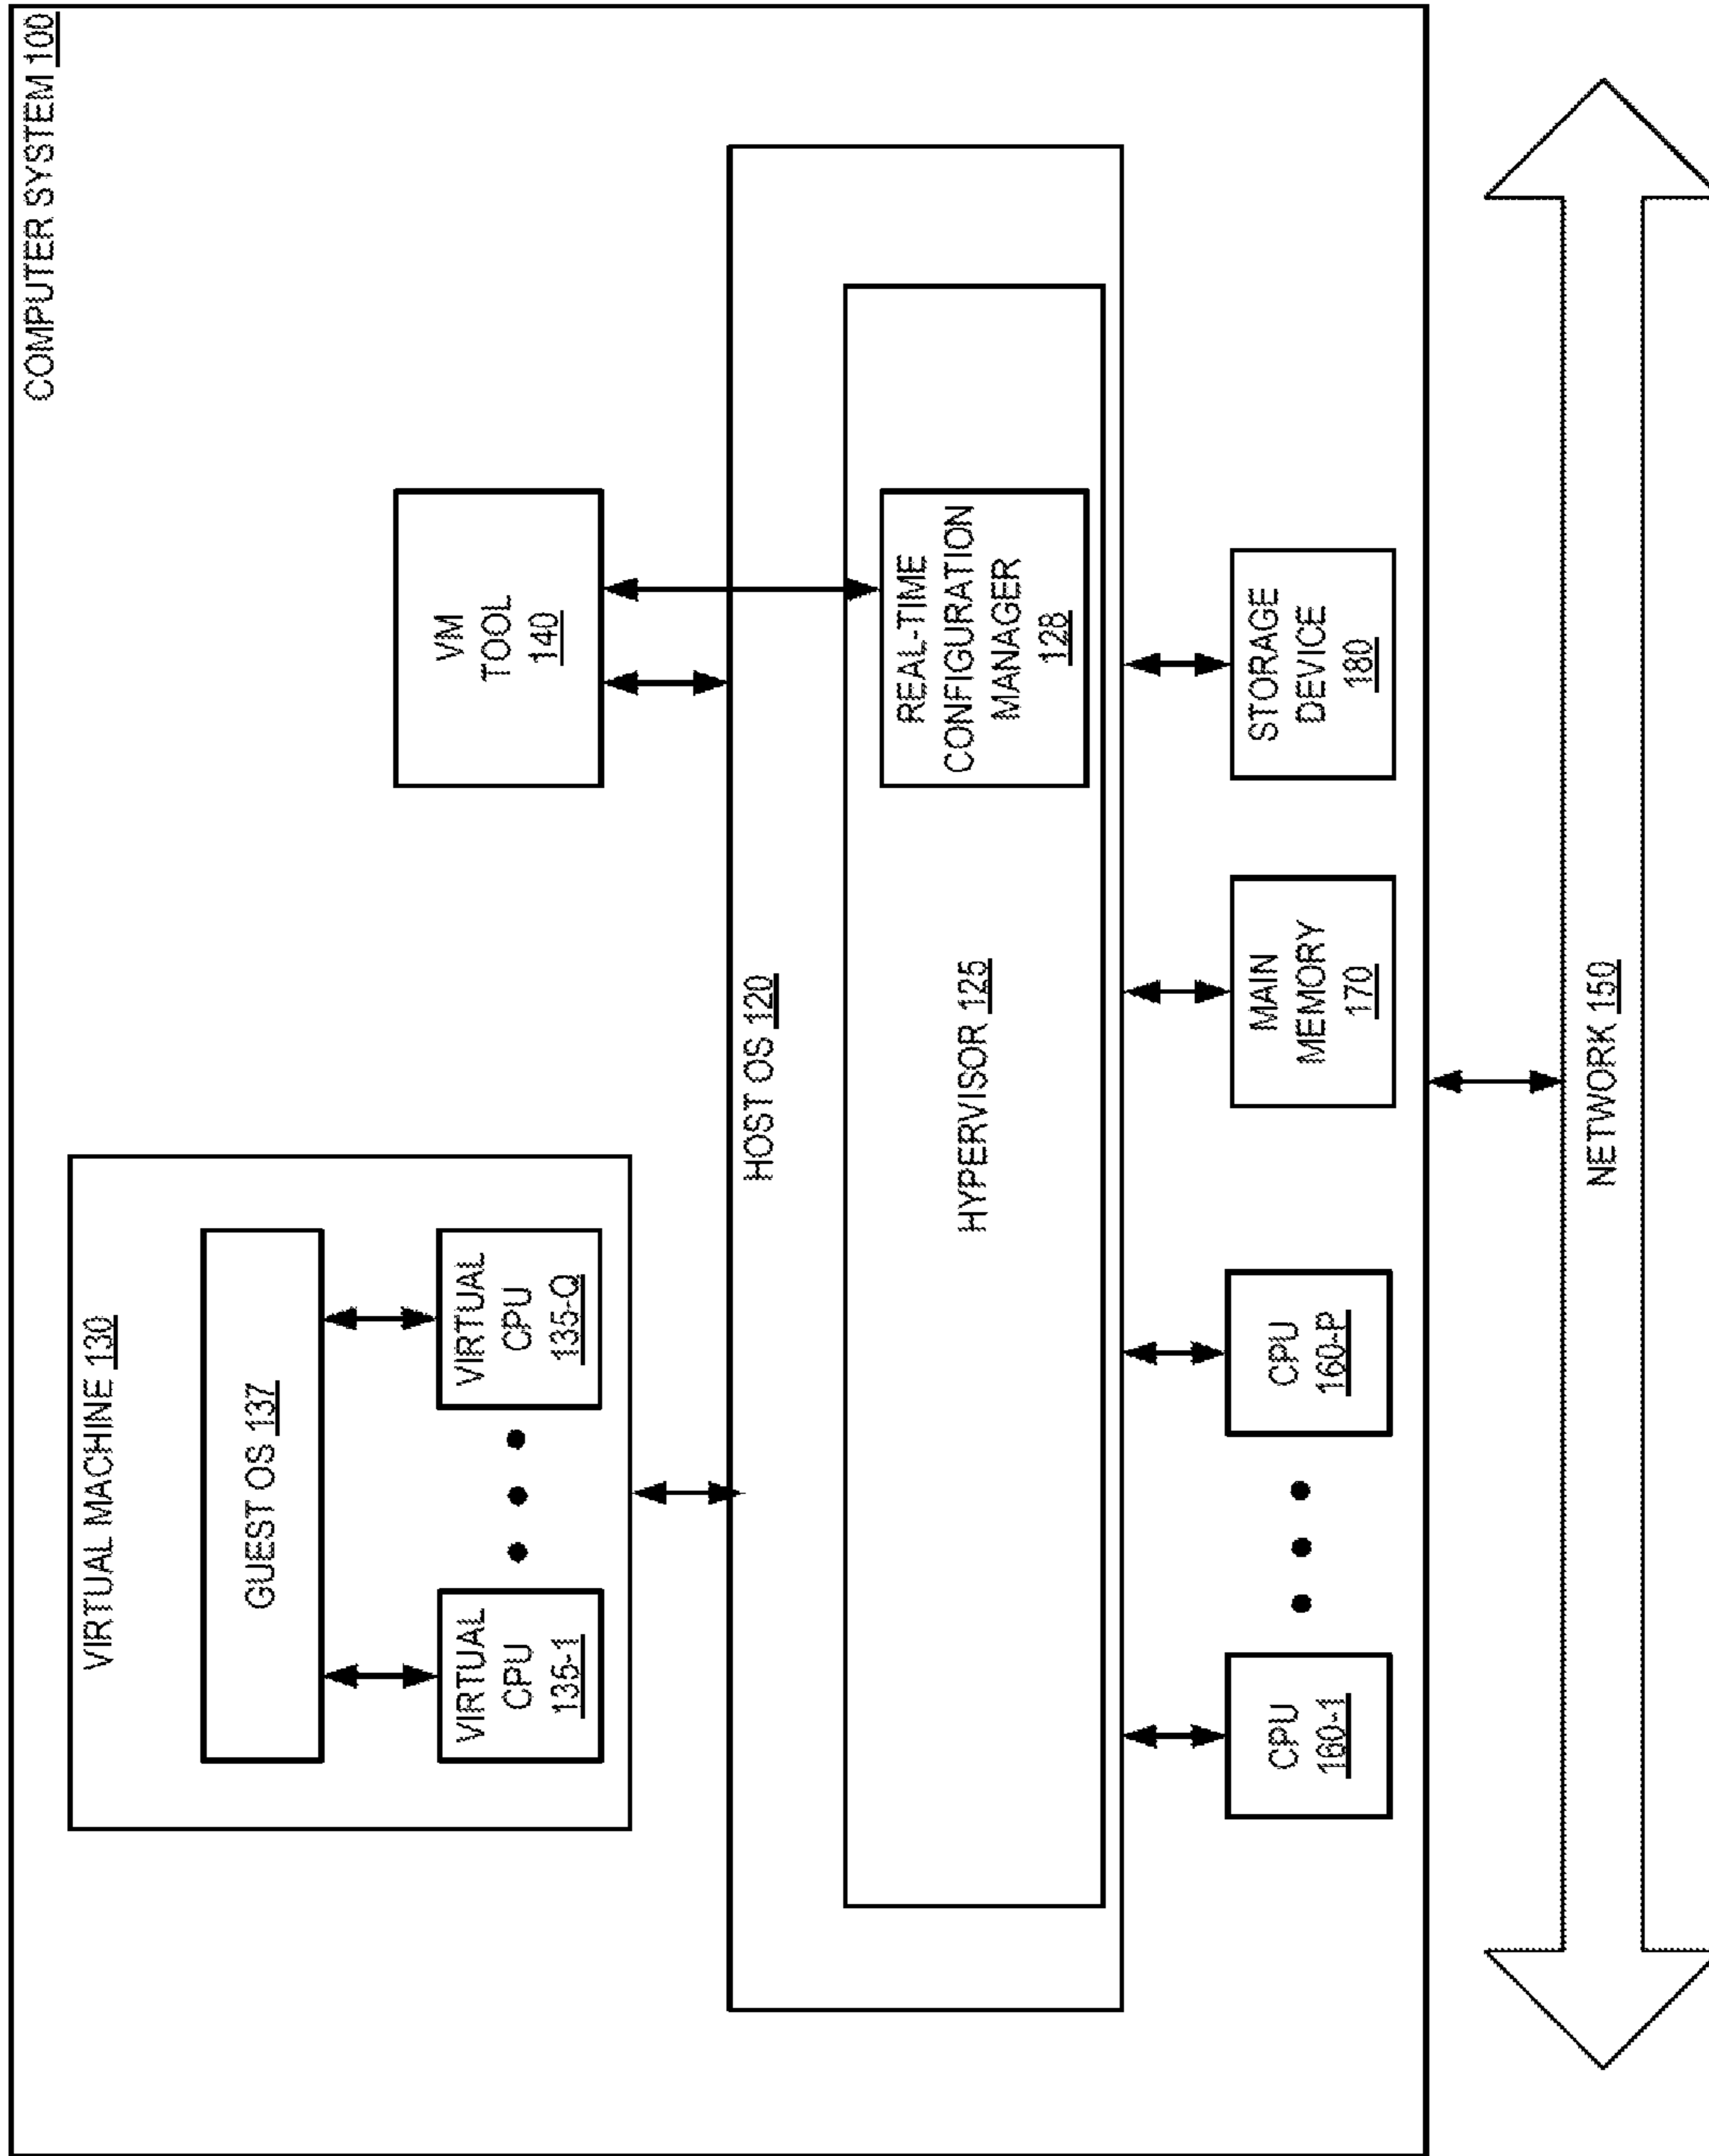 COMPUTER SYSTEM 100
VIRTUAL MACHINE 130
GUEST OS 137
VIRTUAL
CPU
135-1
VIRTUAL
CPU
135-Q
VM
TOOL
140
HOST OS 120
HYPERVISOR 125
REAL-TIME
CONFIGURATION
MANAGER
128
CPU
160-1
CPU
160-P
MAIN
MEMORY
170
STORAGE
DEVICE
180
NETWORK 150